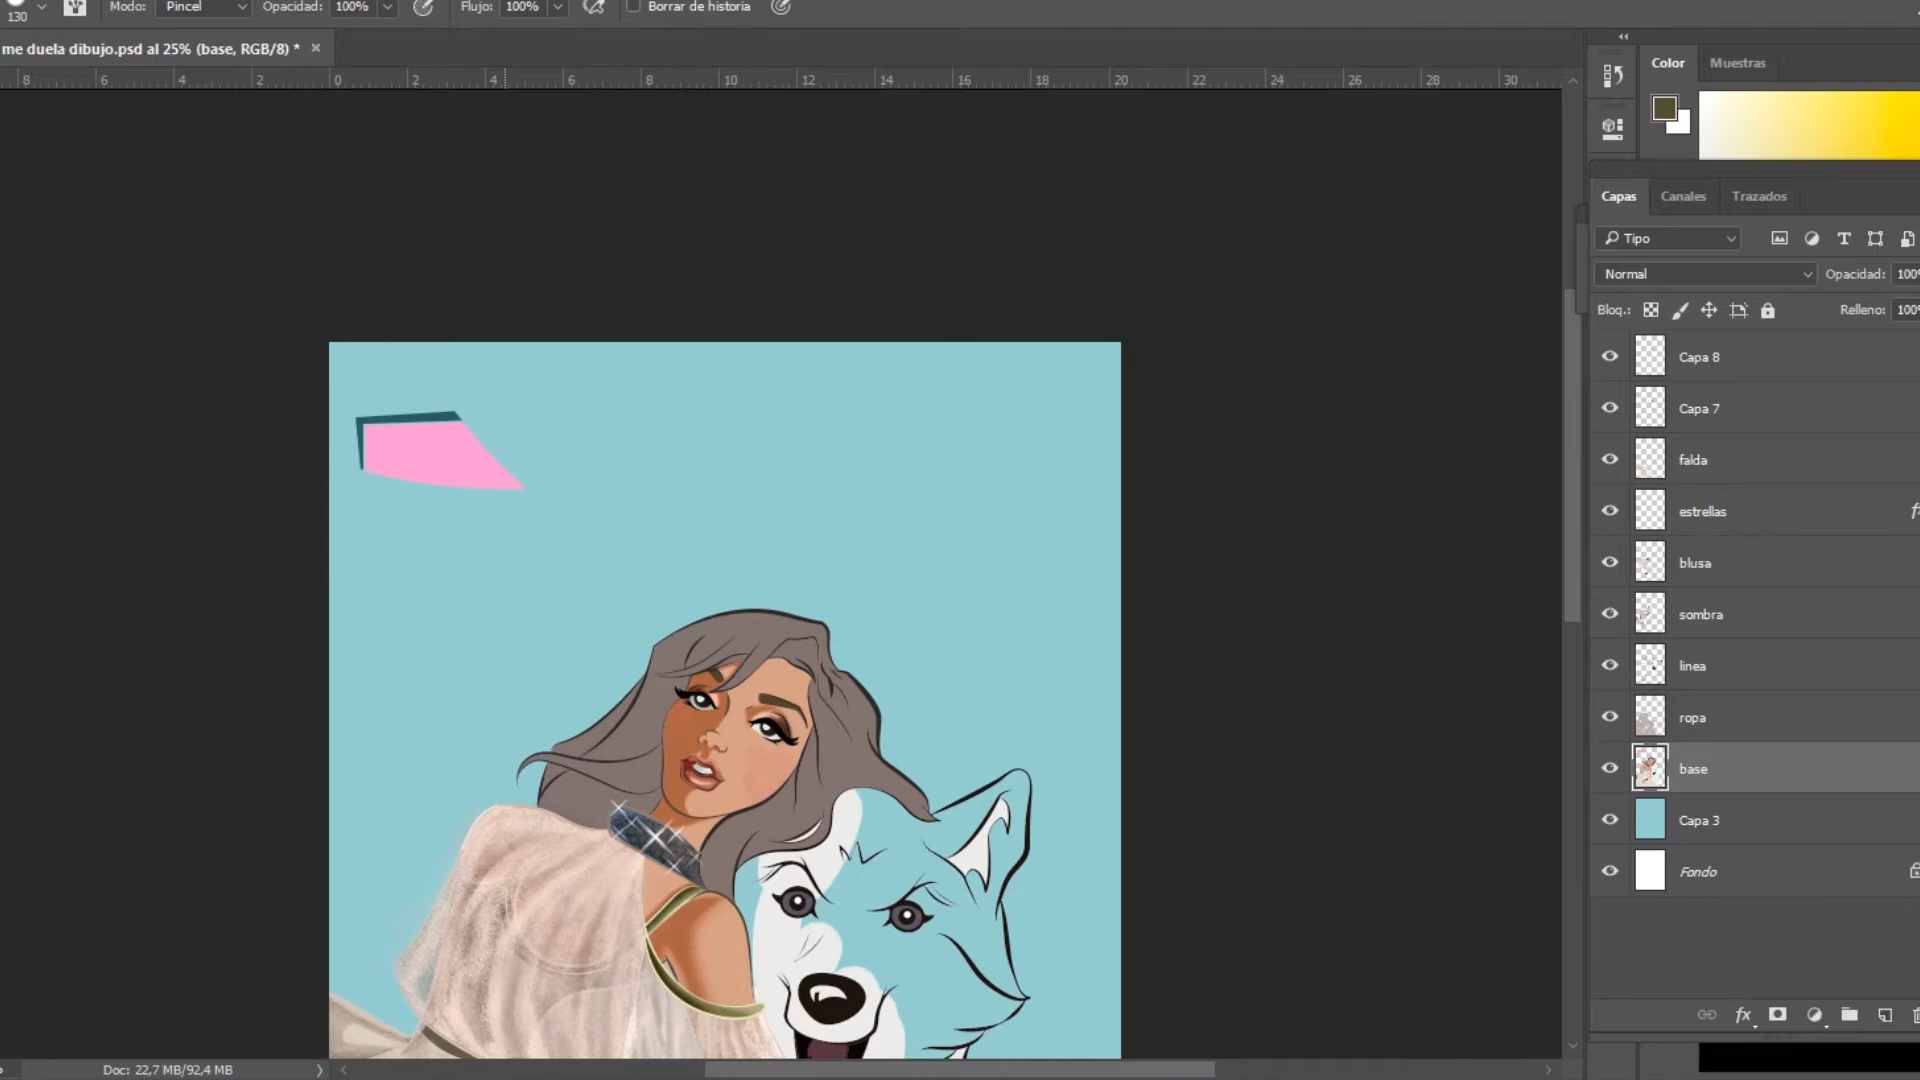 130 Modo: Pincel Opacidad: 100% Flujo: 100% Borrar de historia
me duela dibujo.psd al 25% (base, RGB/8) *
8 6 4 2 0 2 4 6 8 10 12 14 16 18 20 22 24 26 28 30
Color Muestras
Capas Canales Trazados
Tipo
Normal Opacidad: 100%
Bloq.: Relleno: 100%
Capa 8
Capa 7
falda
estrellas
blusa
sombra
linea
ropa
base
Capa 3
Fondo
fx
Doc: 22,7 MB/92,4 MB